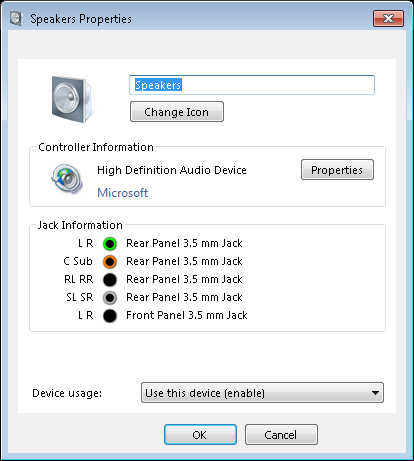 Speakers Properties
Speakers
Change Icon
Controller Information
High Definition Audio Device
Properties
Microsoft
Jack Information
L R Rear Panel 3.5 mm Jack
C Sub Rear Panel 3.5 mm Jack
RL RR Rear Panel 3.5 mm Jack
SL SR Rear Panel 3.5 mm Jack
L R Front Panel 3.5 mm Jack
Device usage: Use this device (enable)
OK Cancel